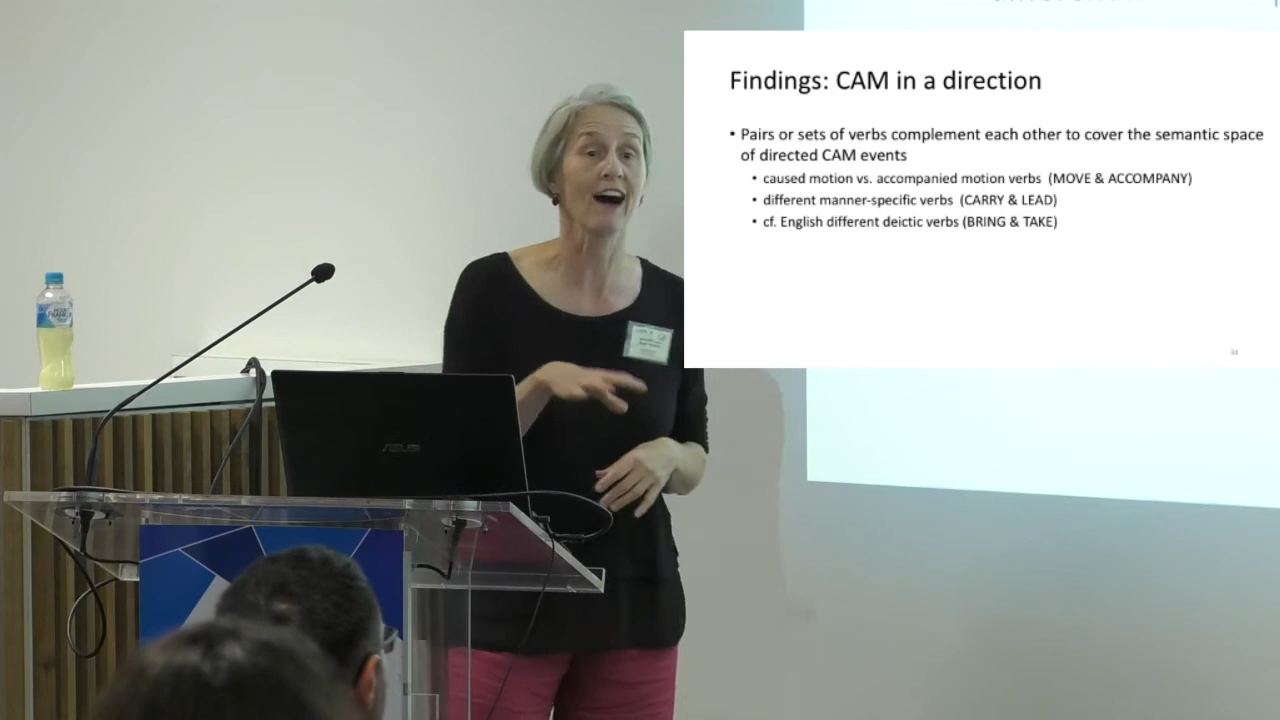 Findings: CAM in a direction
• Pairs or sets of verbs complement each other to cover the semantic space
of directed CAM events
• caused motion vs. accompanied motion verbs (MOVE & ACCOMPANY)
• different manner-specific verbs (CARRY & LEAD)
• cf. English different deictic verbs (BRING & TAKE)
34
ASUS